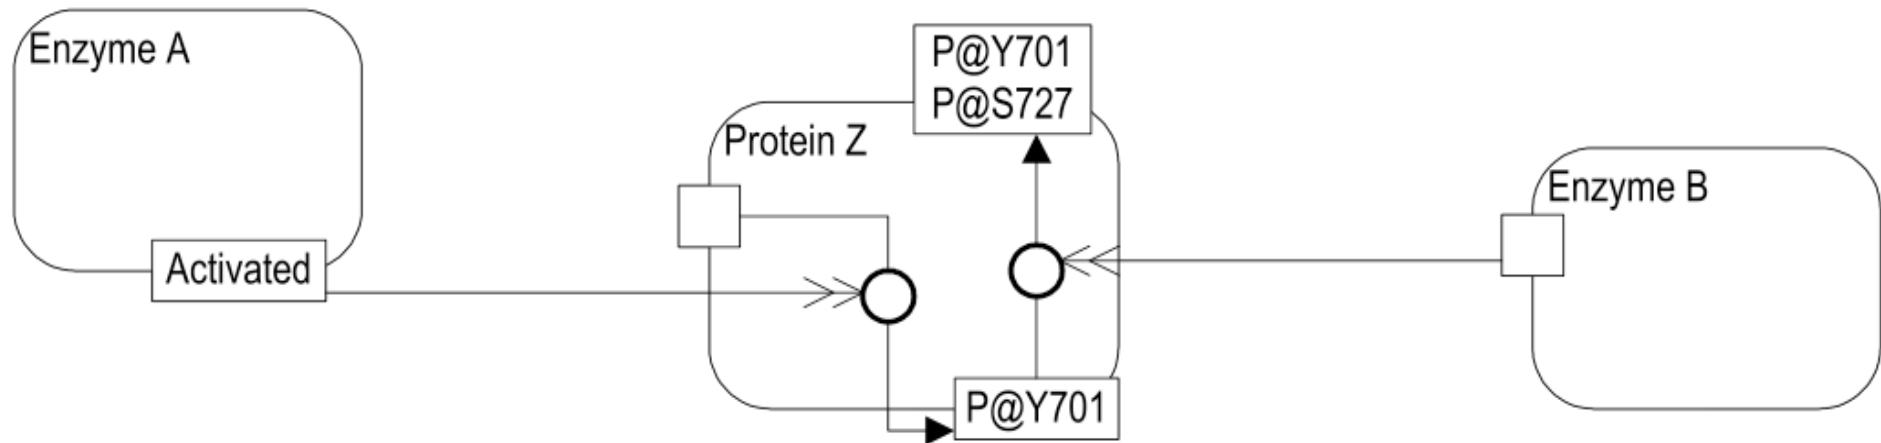 Enzyme A
Activated
Protein Z
P@Y701
P@S727
P@Y701
Enzyme B